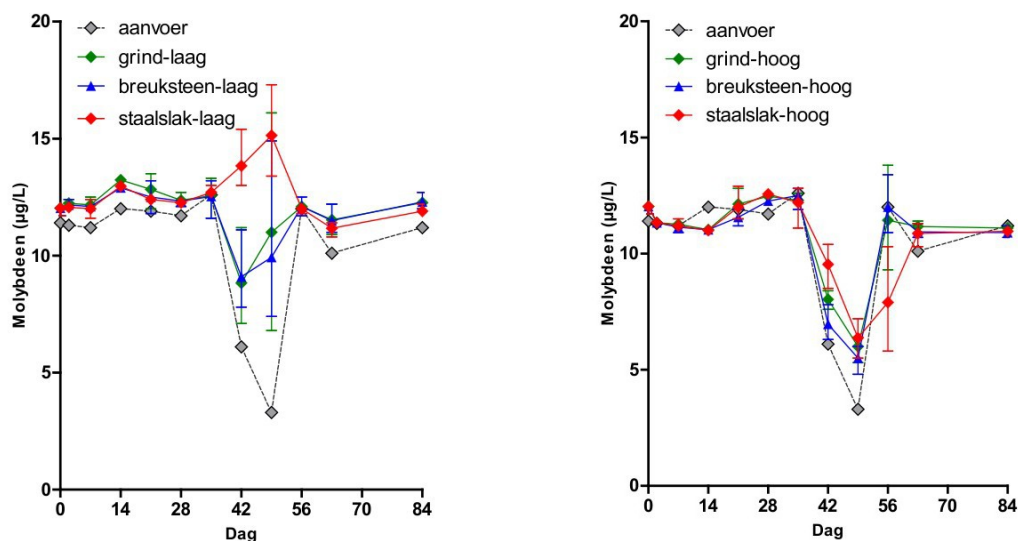 aanvoer
grind-laag
breuksteen-laag
staalslak-laag
Molybdeen (µg/L)
20
15
10
5
0
0 14 28 42 56 70 84
Dag
aanvoer
grind-hoog
breuksteen-hoog
staalslak-hoog
Molybdeen (µg/L)
20
15
10
5
0
0 14 28 42 56 70 84
Dag